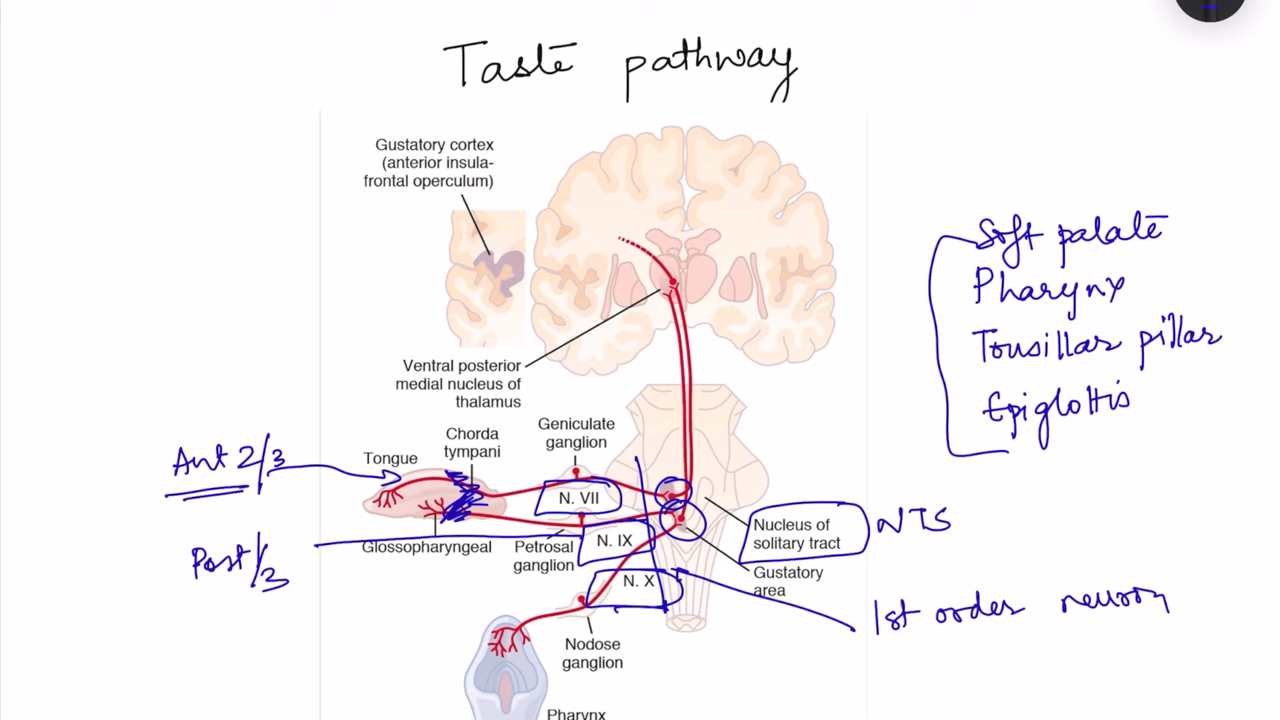 Taste pathway
Gustatory cortex
(anterior insula-
frontal operculum)
Soft palate
Pharynx
Tonsillar pillar
Epiglottis
Ventral posterior
medial nucleus of
thalamus
Ant 2/3
Tongue
Chorda
tympani
Geniculate
ganglion
N. VII
Nucleus of
solitary tract
NTS
Post 1/3
Glossopharyngeal
Petrosal
ganglion
N. IX
N. X
Gustatory
area
1st order neuron
Nodose
ganglion
Pharynx